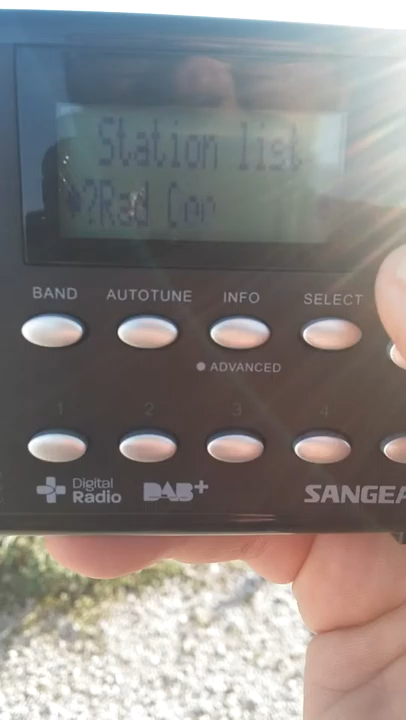 Station list
?Rad Cor
BAND AUTOTUNE INFO SELECT
ADVANCED
1 2 3 4
Digital
Radio
DAB+
SANGEA